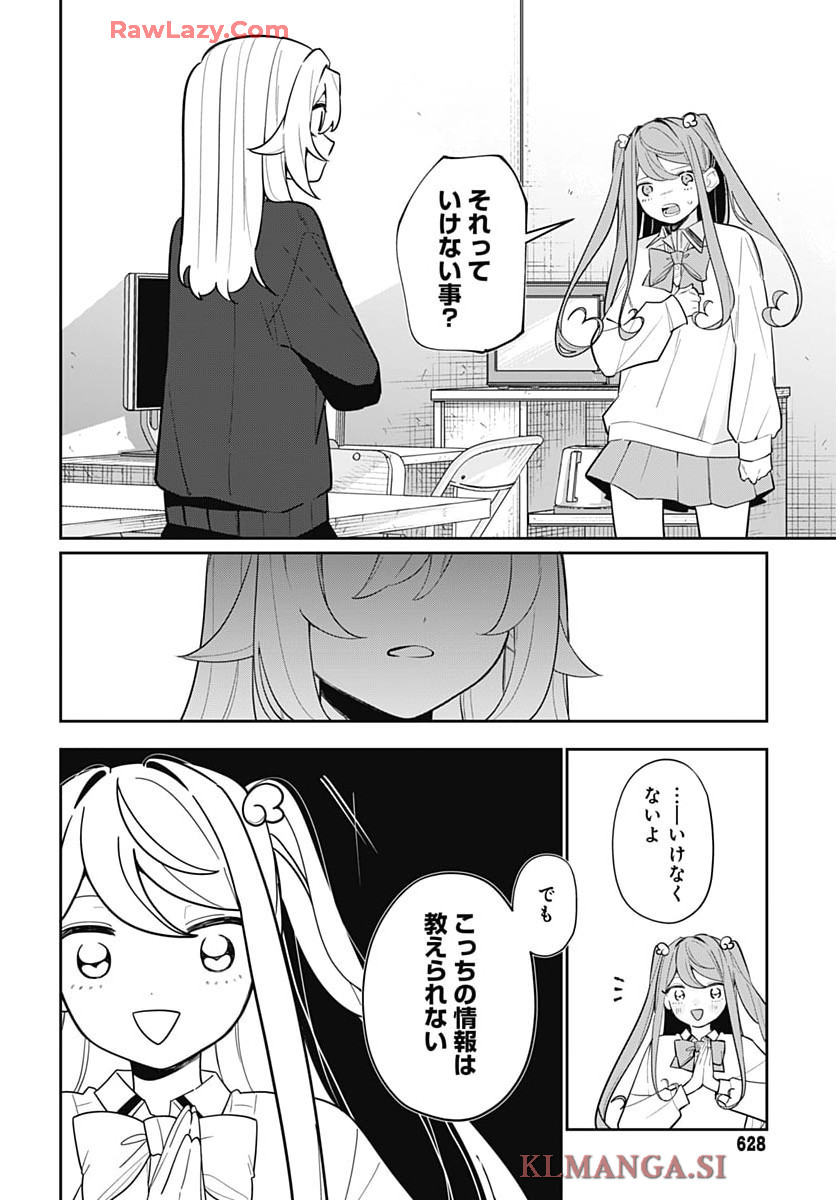 RawLazy.Com
それって
いけない事?
…―いけなく
ないよ
でも
こっちの情報は
教えられない
628
KLMANGA.SI